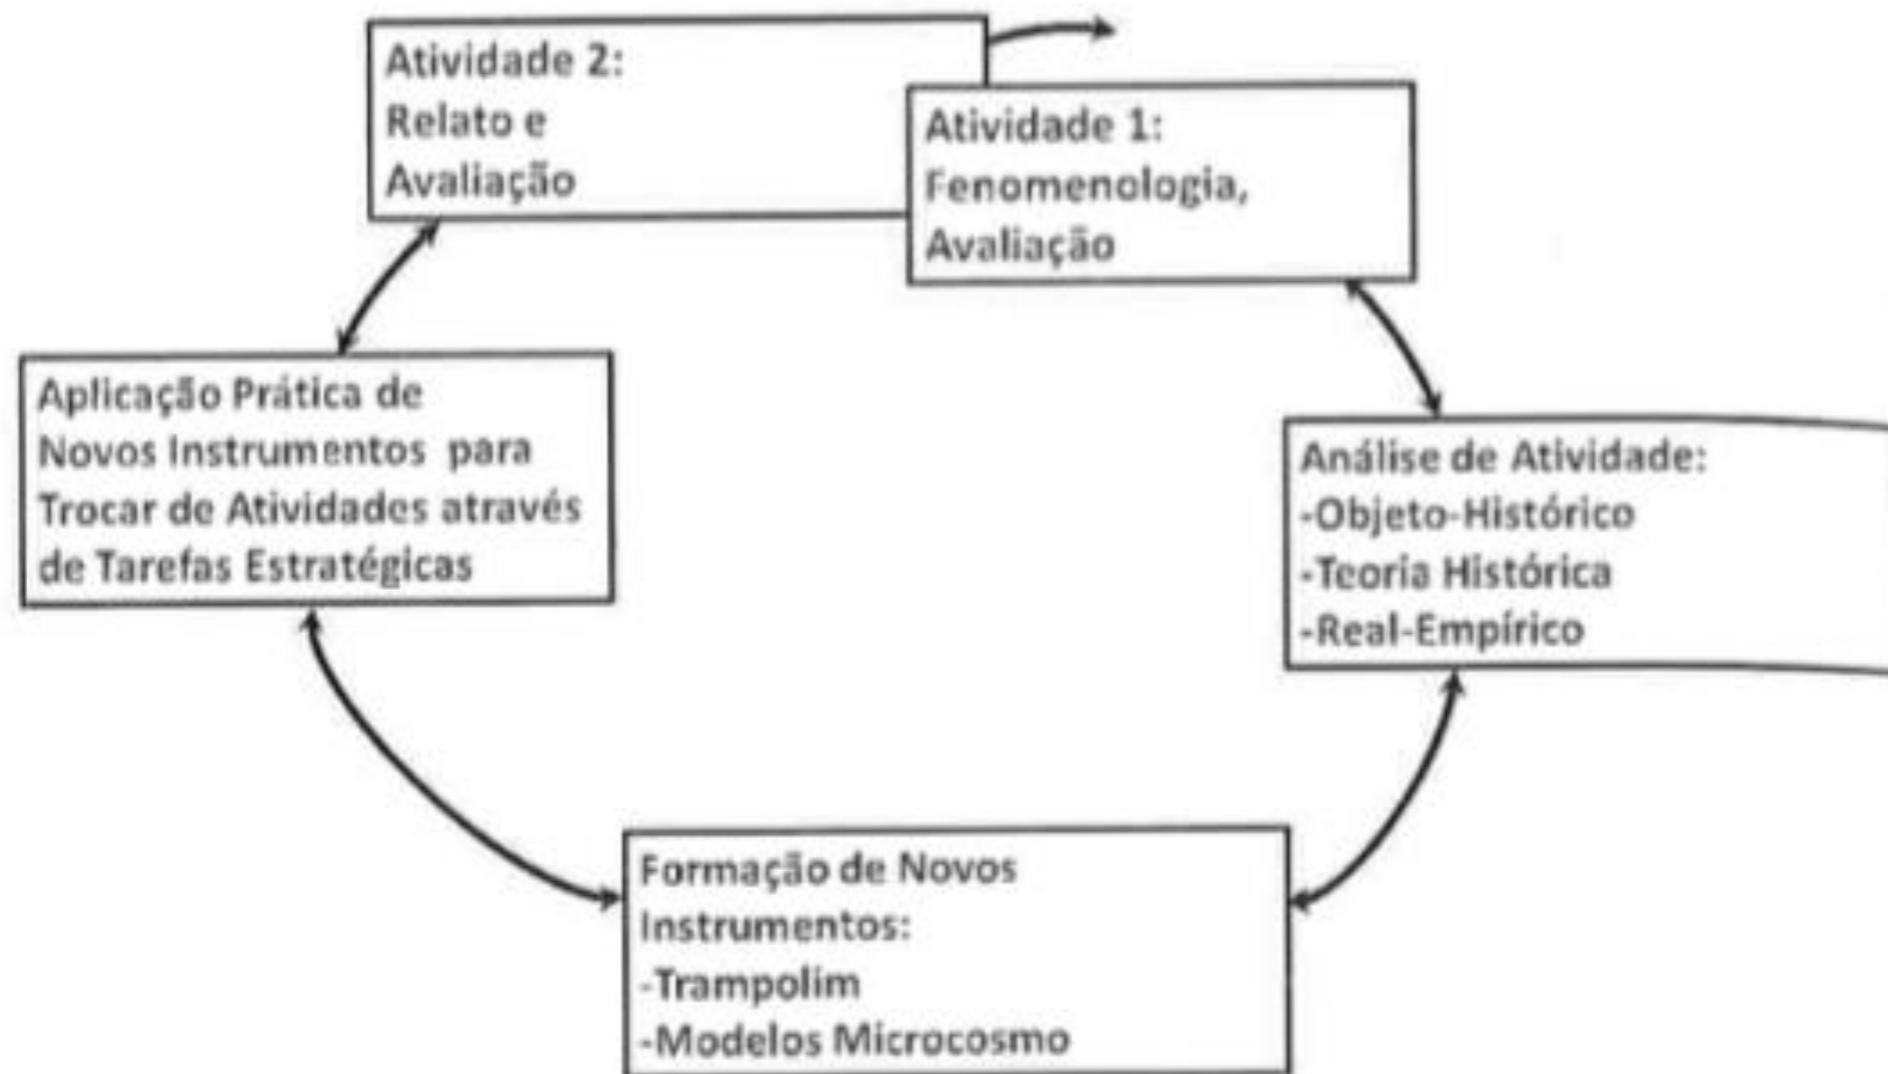 Atividade 2:
Relato e
Avaliação
Atividade 1:
Fenomenologia,
Avaliação
Aplicação Prática de
Novos Instrumentos para
Trocar de Atividades através
de Tarefas Estratégicas
Análise de Atividade:
-Objeto-Histórico
-Teoria Histórica
-Real-Empírico
Formação de Novos
Instrumentos:
-Trampolim
-Modelos Microcosmo